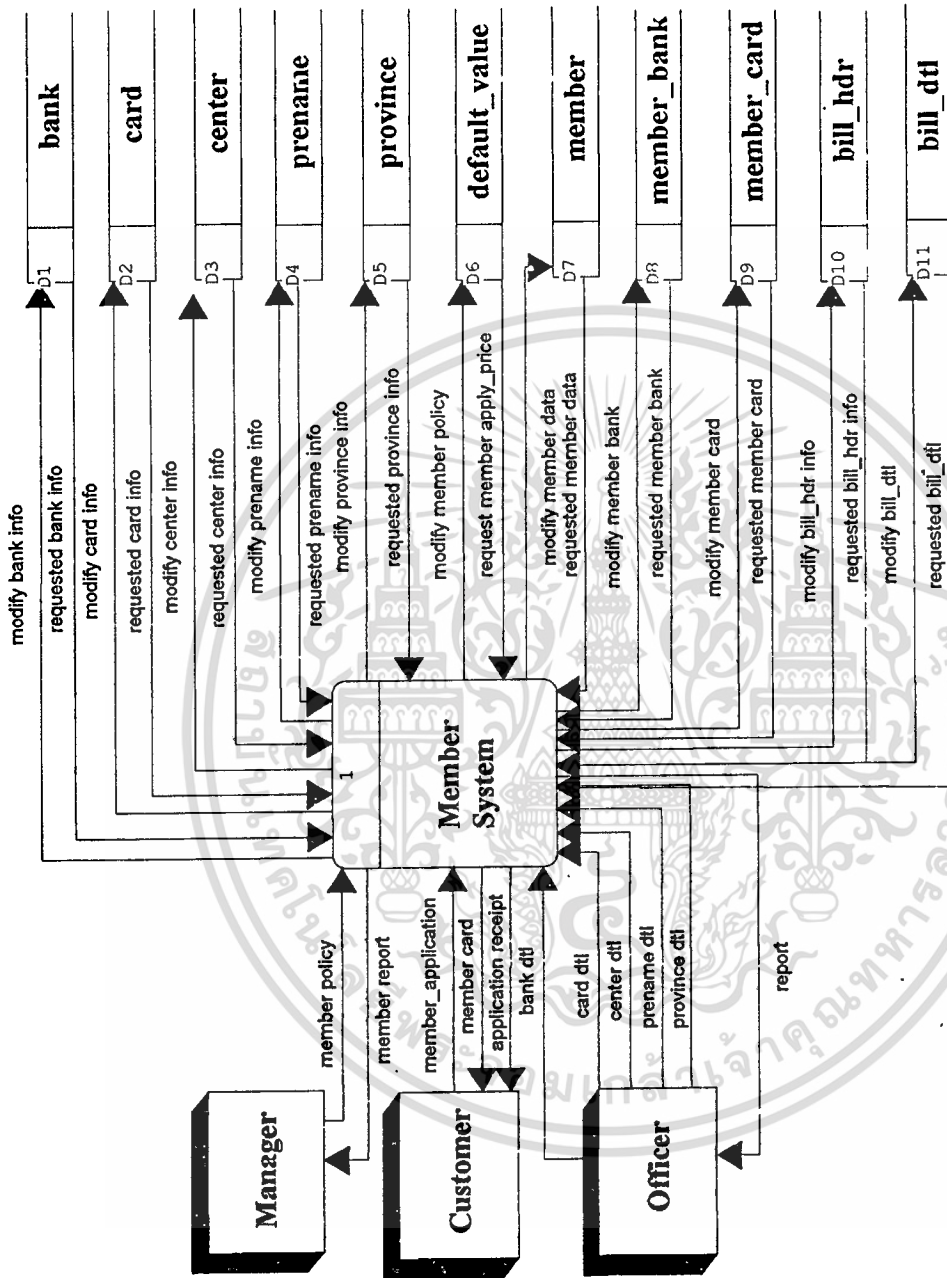 modify bank info
requested bank info
modify card info
requested card info
modify center info
requested center info
modify prename info
requested prename info
modify province info
requested province info
modify member policy
request member apply_price
modify member data
requested member data
modify member bank
requested member bank
modify member card
requested member card
modify bill_hdr info
requested bill_hdr info
modify bill_dtl
requested bill_dtl
D1 bank
D2 card
D3 center
D4 prename
D5 province
D6 default_value
D7 member
D8 member_bank
D9 member_card
D10 bill_hdr
D11 bill_dtl
1
Member
System
member policy
member report
member_application
member card
application receipt
bank dtl
card dtl
center dtl
prename dtl
province dtl
report
Manager
Customer
Officer